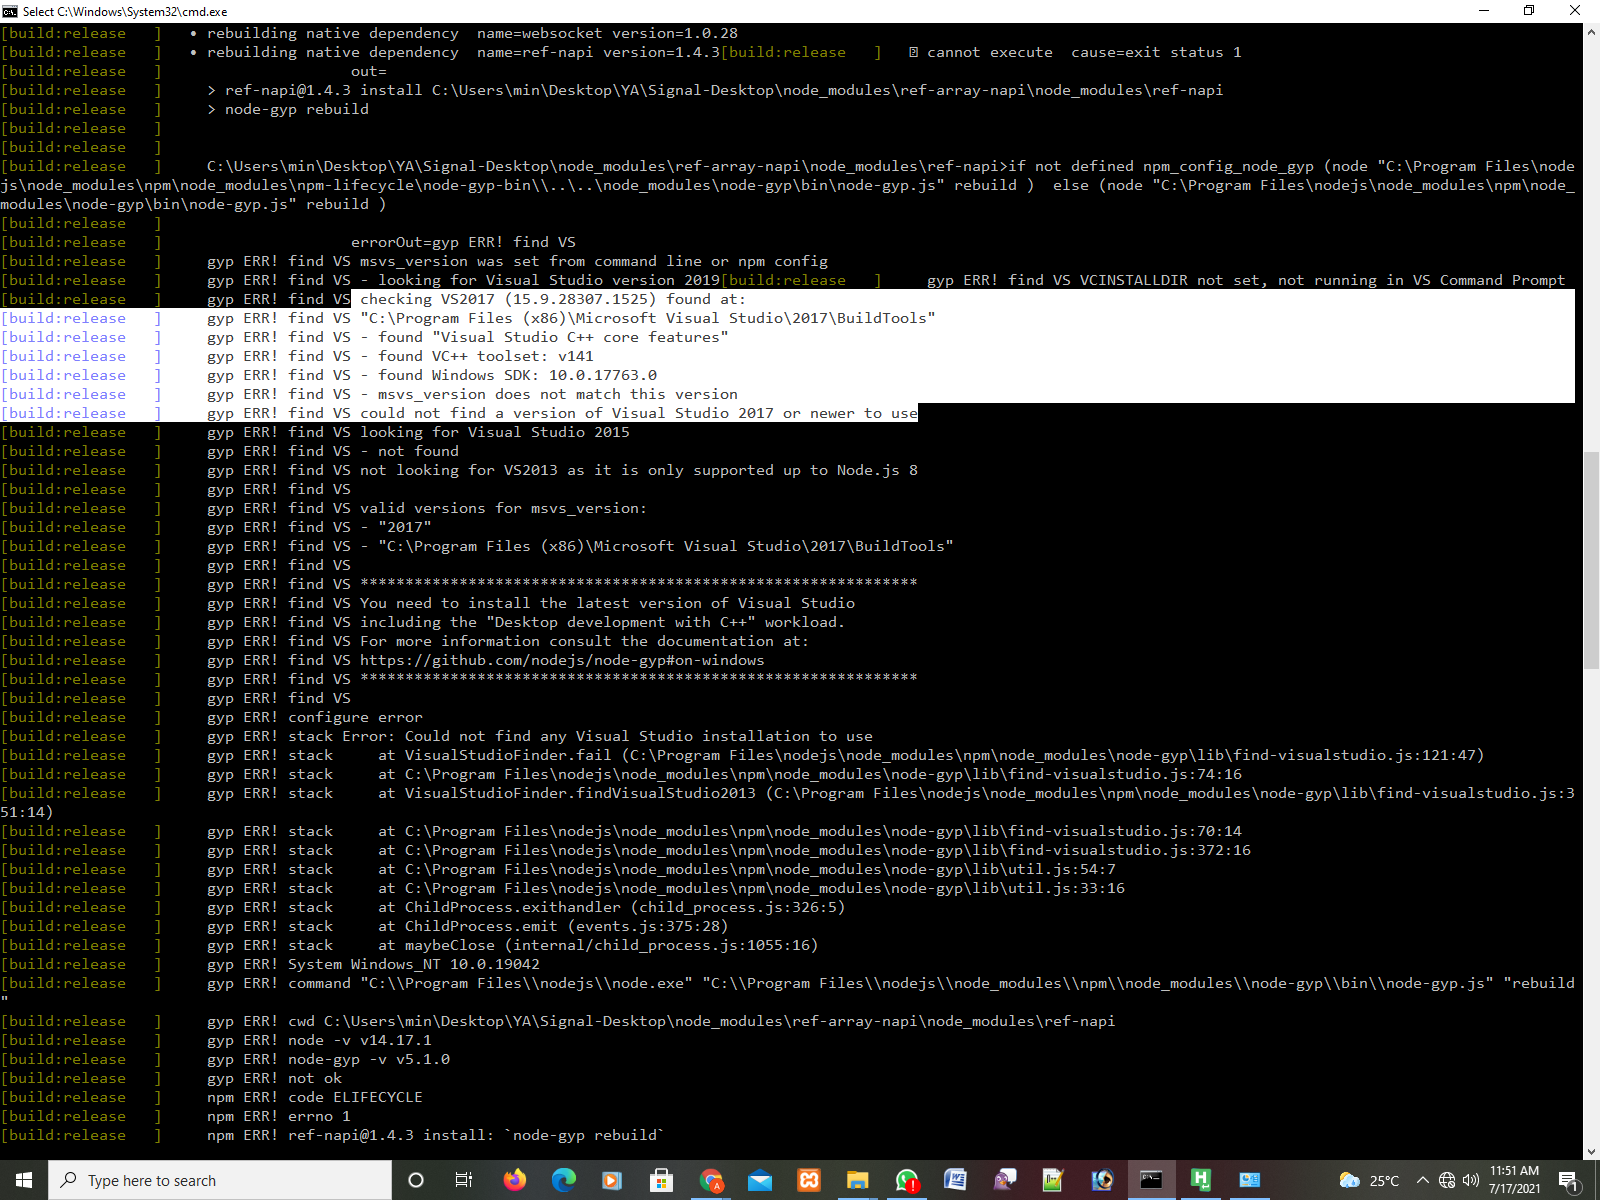 Select C:\Windows\System32\cmd.exe
[build:release   ]   • rebuilding native dependency  name=websocket version=1.0.28
[build:release   ]   • rebuilding native dependency  name=ref-napi version=1.4.3[build:release   ]   ⍰ cannot execute  cause=exit status 1
[build:release   ]                     out=
[build:release   ]     > ref-napi@1.4.3 install C:\Users\min\Desktop\YA\Signal-Desktop\node_modules\ref-array-napi\node_modules\ref-napi
[build:release   ]     > node-gyp rebuild
[build:release   ]
[build:release   ]
[build:release   ]     C:\Users\min\Desktop\YA\Signal-Desktop\node_modules\ref-array-napi\node_modules\ref-napi>if not defined npm_config_node_gyp (node "C:\Program Files\node
js\node_modules\npm\node_modules\npm-lifecycle\node-gyp-bin\\..\..\node_modules\node-gyp\bin\node-gyp.js" rebuild )  else (node "C:\Program Files\nodejs\node_modules\npm\node_
modules\node-gyp\bin\node-gyp.js" rebuild )
[build:release   ]
[build:release   ]                     errorOut=gyp ERR! find VS
[build:release   ]     gyp ERR! find VS msvs_version was set from command line or npm config
[build:release   ]     gyp ERR! find VS - looking for Visual Studio version 2019[build:release   ]     gyp ERR! find VS VCINSTALLDIR not set, not running in VS Command Prompt
[build:release   ]     gyp ERR! find VS checking VS2017 (15.9.28307.1525) found at:
[build:release   ]     gyp ERR! find VS "C:\Program Files (x86)\Microsoft Visual Studio\2017\BuildTools"
[build:release   ]     gyp ERR! find VS - found "Visual Studio C++ core features"
[build:release   ]     gyp ERR! find VS - found VC++ toolset: v141
[build:release   ]     gyp ERR! find VS - found Windows SDK: 10.0.17763.0
[build:release   ]     gyp ERR! find VS - msvs_version does not match this version
[build:release   ]     gyp ERR! find VS could not find a version of Visual Studio 2017 or newer to use
[build:release   ]     gyp ERR! find VS looking for Visual Studio 2015
[build:release   ]     gyp ERR! find VS - not found
[build:release   ]     gyp ERR! find VS not looking for VS2013 as it is only supported up to Node.js 8
[build:release   ]     gyp ERR! find VS
[build:release   ]     gyp ERR! find VS valid versions for msvs_version:
[build:release   ]     gyp ERR! find VS - "2017"
[build:release   ]     gyp ERR! find VS - "C:\Program Files (x86)\Microsoft Visual Studio\2017\BuildTools"
[build:release   ]     gyp ERR! find VS
[build:release   ]     gyp ERR! find VS **************************************************************
[build:release   ]     gyp ERR! find VS You need to install the latest version of Visual Studio
[build:release   ]     gyp ERR! find VS including the "Desktop development with C++" workload.
[build:release   ]     gyp ERR! find VS For more information consult the documentation at:
[build:release   ]     gyp ERR! find VS https://github.com/nodejs/node-gyp#on-windows
[build:release   ]     gyp ERR! find VS **************************************************************
[build:release   ]     gyp ERR! find VS
[build:release   ]     gyp ERR! configure error
[build:release   ]     gyp ERR! stack Error: Could not find any Visual Studio installation to use
[build:release   ]     gyp ERR! stack     at VisualStudioFinder.fail (C:\Program Files\nodejs\node_modules\npm\node_modules\node-gyp\lib\find-visualstudio.js:121:47)
[build:release   ]     gyp ERR! stack     at C:\Program Files\nodejs\node_modules\npm\node_modules\node-gyp\lib\find-visualstudio.js:74:16
[build:release   ]     gyp ERR! stack     at VisualStudioFinder.findVisualStudio2013 (C:\Program Files\nodejs\node_modules\npm\node_modules\node-gyp\lib\find-visualstudio.js:3
51:14)
[build:release   ]     gyp ERR! stack     at C:\Program Files\nodejs\node_modules\npm\node_modules\node-gyp\lib\find-visualstudio.js:70:14
[build:release   ]     gyp ERR! stack     at C:\Program Files\nodejs\node_modules\npm\node_modules\node-gyp\lib\find-visualstudio.js:372:16
[build:release   ]     gyp ERR! stack     at C:\Program Files\nodejs\node_modules\npm\node_modules\node-gyp\lib\util.js:54:7
[build:release   ]     gyp ERR! stack     at C:\Program Files\nodejs\node_modules\npm\node_modules\node-gyp\lib\util.js:33:16
[build:release   ]     gyp ERR! stack     at ChildProcess.exithandler (child_process.js:326:5)
[build:release   ]     gyp ERR! stack     at ChildProcess.emit (events.js:375:28)
[build:release   ]     gyp ERR! stack     at maybeClose (internal/child_process.js:1055:16)
[build:release   ]     gyp ERR! System Windows_NT 10.0.19042
[build:release   ]     gyp ERR! command "C:\\Program Files\\nodejs\\node.exe" "C:\\Program Files\\nodejs\\node_modules\\npm\\node_modules\\node-gyp\\bin\\node-gyp.js" "rebuild
"
[build:release   ]     gyp ERR! cwd C:\Users\min\Desktop\YA\Signal-Desktop\node_modules\ref-array-napi\node_modules\ref-napi
[build:release   ]     gyp ERR! node -v v14.17.1
[build:release   ]     gyp ERR! node-gyp -v v5.1.0
[build:release   ]     gyp ERR! not ok
[build:release   ]     npm ERR! code ELIFECYCLE
[build:release   ]     npm ERR! errno 1
[build:release   ]     npm ERR! ref-napi@1.4.3 install: `node-gyp rebuild`
Type here to search
25°C
11:51 AM
7/17/2021
1